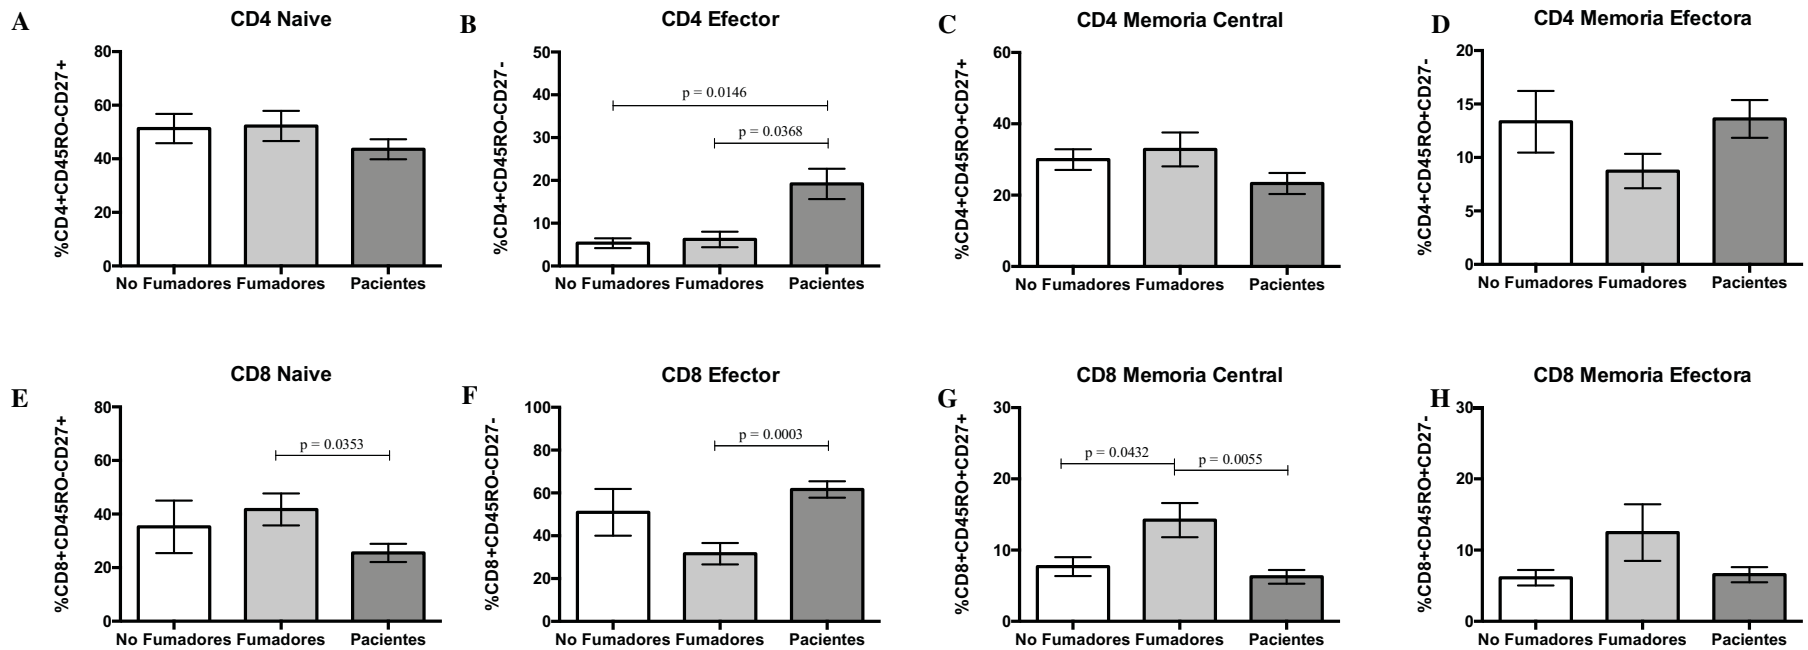 A
CD4 Naive
%CD4+CD45RO-CD27+
80
60
40
20
0
No Fumadores Fumadores Pacientes
B
CD4 Efector
%CD4+CD45RO-CD27-
50
40
30
20
10
0
p = 0.0146
p = 0.0368
No Fumadores Fumadores Pacientes
C
CD4 Memoria Central
%CD4+CD45RO+CD27+
60
40
20
0
No Fumadores Fumadores Pacientes
D
CD4 Memoria Efectora
%CD4+CD45RO+CD27-
20
15
10
5
0
No Fumadores Fumadores Pacientes
E
CD8 Naive
%CD8+CD45RO-CD27+
80
60
40
20
0
p = 0.0353
No Fumadores Fumadores Pacientes
F
CD8 Efector
%CD8+CD45RO-CD27-
100
80
60
40
20
0
p = 0.0003
No Fumadores Fumadores Pacientes
G
CD8 Memoria Central
%CD8+CD45RO+CD27+
30
20
10
0
p = 0.0432
p = 0.0055
No Fumadores Fumadores Pacientes
H
CD8 Memoria Efectora
%CD8+CD45RO+CD27-
30
20
10
0
No Fumadores Fumadores Pacientes